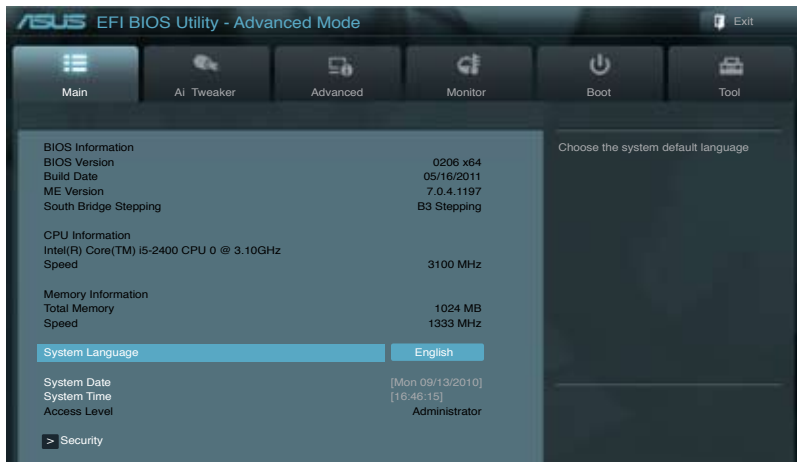 ASUS EFI BIOS Utility - Advanced Mode
Exit
Main
Ai Tweaker
Advanced
Monitor
Boot
Tool
BIOS Information
BIOS Version 0206 x64
Build Date 05/16/2011
ME Version 7.0.4.1197
South Bridge Stepping B3 Stepping
CPU Information
Intel(R) Core(TM) i5-2400 CPU 0 @ 3.10GHz
Speed 3100 MHz
Memory Information
Total Memory 1024 MB
Speed 1333 MHz
System Language English
System Date [Mon 09/13/2010]
System Time [16:46:15]
Access Level Administrator
> Security
Choose the system default language